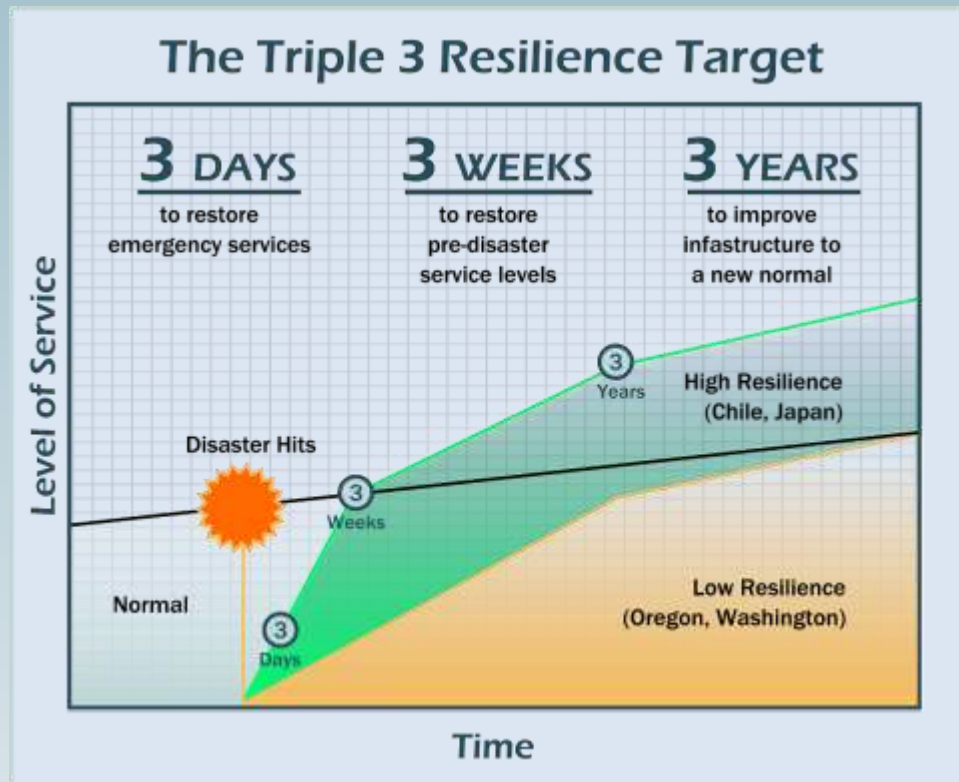 The Triple 3 Resilience Target
3 DAYS
to restore
emergency services
3 WEEKS
to restore
pre-disaster
service levels
3 YEARS
to improve
infastructure to
a new normal
Level of Service
Disaster Hits
Normal
3
Days
3
Weeks
3
Years
High Resilience
(Chile, Japan)
Low Resilience
(Oregon, Washington)
Time